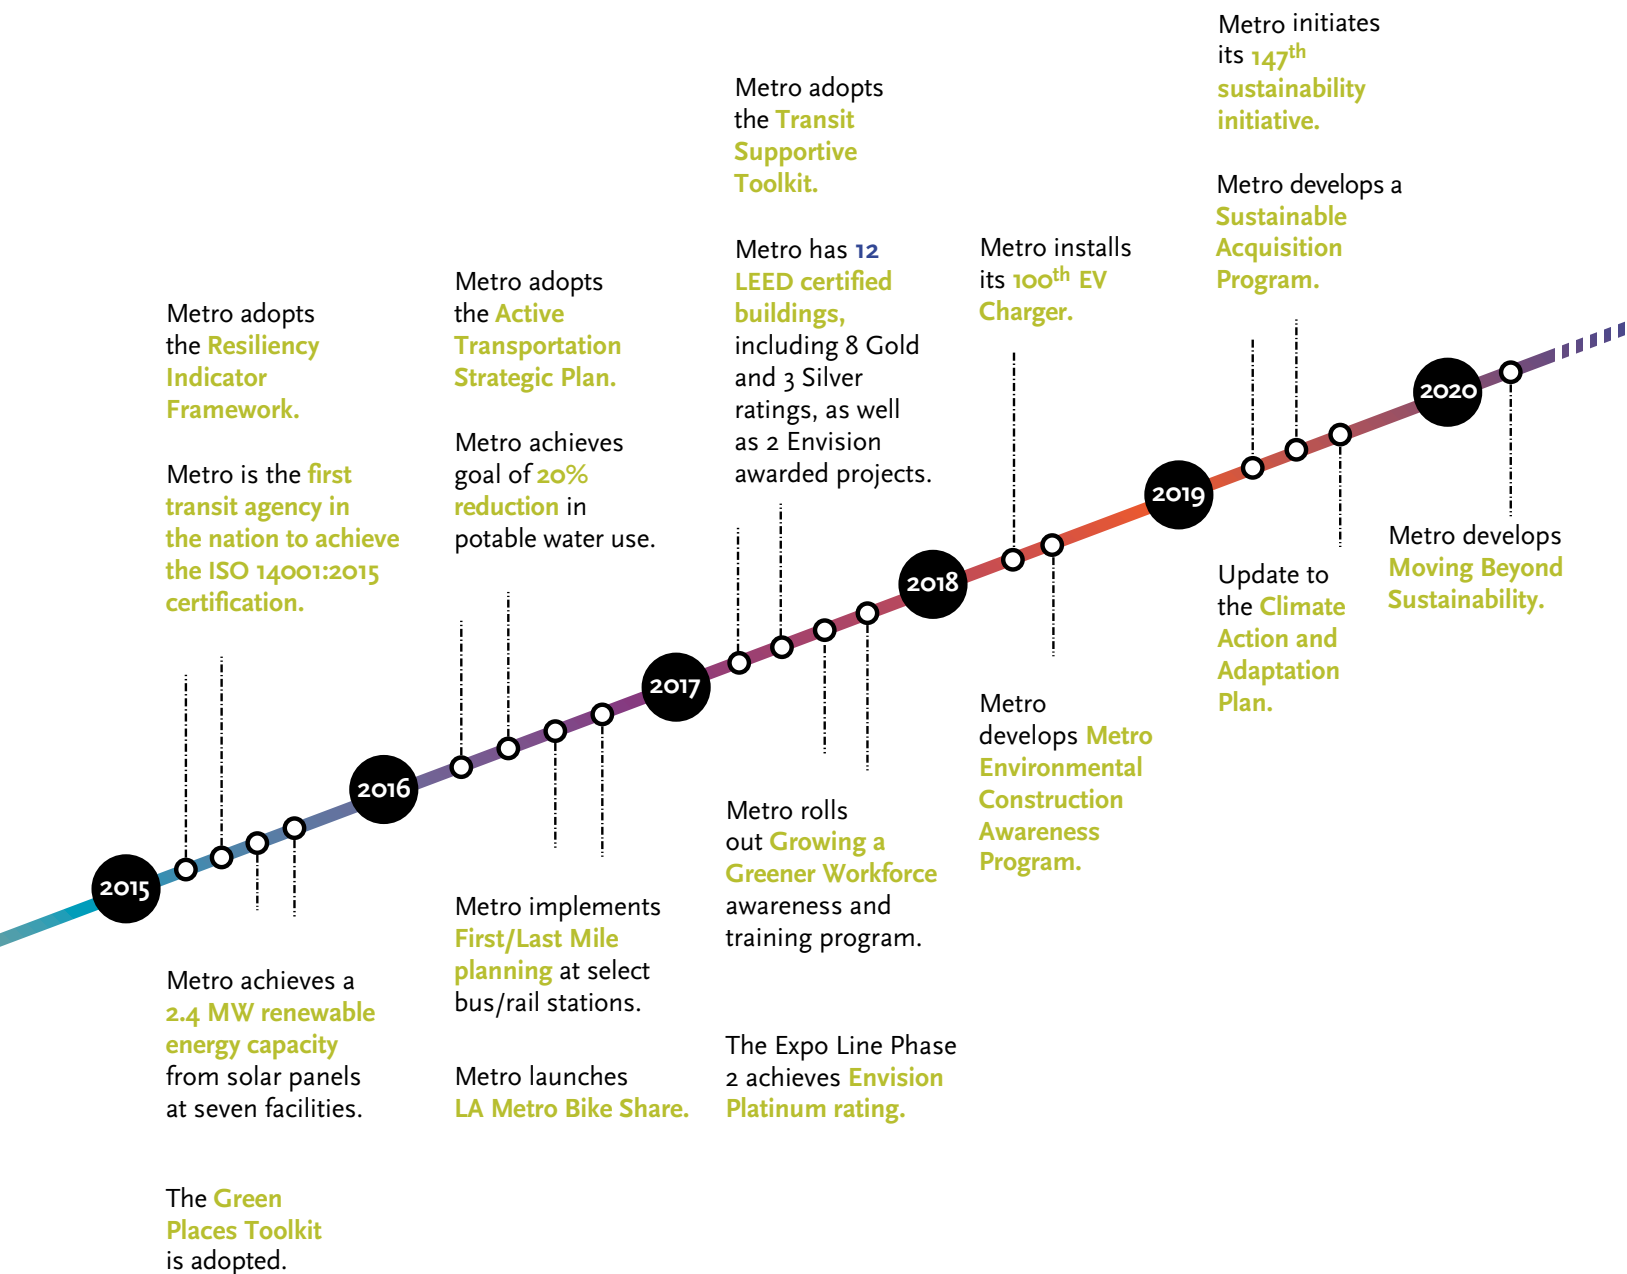 2015
Metro adopts
the Resiliency
Indicator
Framework.
Metro is the first
transit agency in
the nation to achieve
the ISO 14001:2015
certification.
Metro achieves a
2.4 MW renewable
energy capacity
from solar panels
at seven facilities.
The Green
Places Toolkit
is adopted.
2016
Metro adopts
the Active
Transportation
Strategic Plan.
Metro achieves
goal of 20%
reduction in
potable water use.
Metro implements
First/Last Mile
planning at select
bus/rail stations.
Metro launches
LA Metro Bike Share.
2017
Metro adopts
the Transit
Supportive
Toolkit.
Metro has 12
LEED certified
buildings,
including 8 Gold
and 3 Silver
ratings, as well
as 2 Envision
awarded projects.
Metro rolls
out Growing a
Greener Workforce
awareness and
training program.
The Expo Line Phase
2 achieves Envision
Platinum rating.
2018
Metro installs
its 100th EV
Charger.
Metro
develops Metro
Environmental
Construction
Awareness
Program.
2019
Metro initiates
its 147th
sustainability
initiative.
Metro develops a
Sustainable
Acquisition
Program.
Update to
the Climate
Action and
Adaptation
Plan.
2020
Metro develops
Moving Beyond
Sustainability.